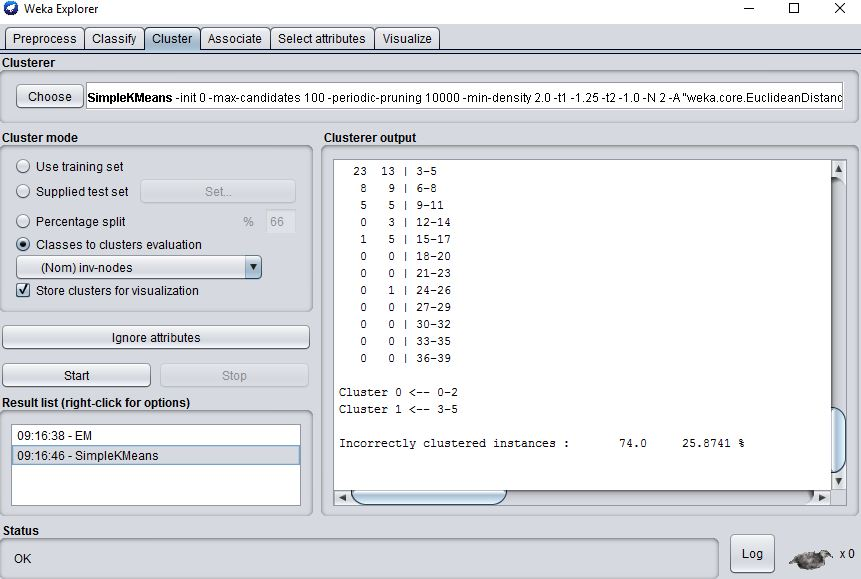 Weka Explorer
Preprocess Classify Cluster Associate Select attributes Visualize
Clusterer
Choose SimpleKMeans -init 0 -max-candidates 100 -periodic-pruning 10000 -min-density 2.0 -t1 -1.25 -t2 -1.0 -N 2 -A "weka.core.EuclideanDistanc
Cluster mode
Use training set
Supplied test set Set...
Percentage split % 66
Classes to clusters evaluation
(Nom) inv-nodes
Store clusters for visualization
Ignore attributes
Start Stop
Result list (right-click for options)
09:16:38 - EM
09:16:46 - SimpleKMeans
Clusterer output
23 13 | 3-5
8 9 | 6-8
5 5 | 9-11
0 3 | 12-14
1 5 | 15-17
0 0 | 18-20
0 0 | 21-23
0 1 | 24-26
0 0 | 27-29
0 0 | 30-32
0 0 | 33-35
0 0 | 36-39
Cluster 0 <-- 0-2
Cluster 1 <-- 3-5
Incorrectly clustered instances : 74.0 25.8741 %
Status
OK
Log x 0